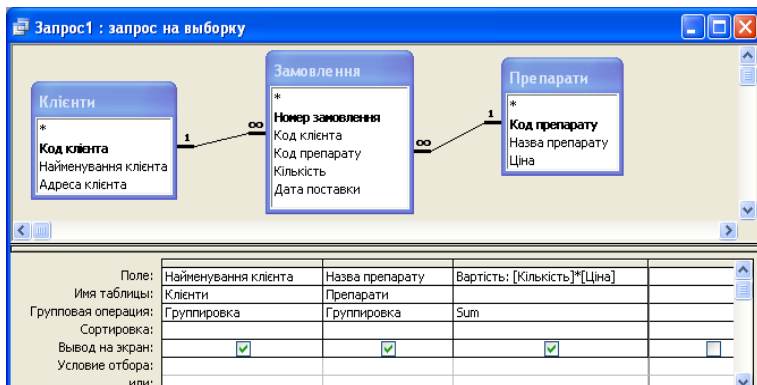 Запрос1 : запрос на выборку
Клієнти
*
Код клієнта
Найменування клієнта
Адреса клієнта
1
∞
Замовлення
*
Номер замовлення
Код клієнта
Код препарату
Кількість
Дата поставки
∞
1
Препарати
*
Код препарату
Назва препарату
Ціна
Поле: Найменування клієнта Назва препарату Вартість: [Кількість]*[Ціна]
Имя таблицы: Клієнти Препарати
Групповая операция: Группировка Группировка Sum
Сортировка:
Вывод на экран:
Условие отбора:
или: